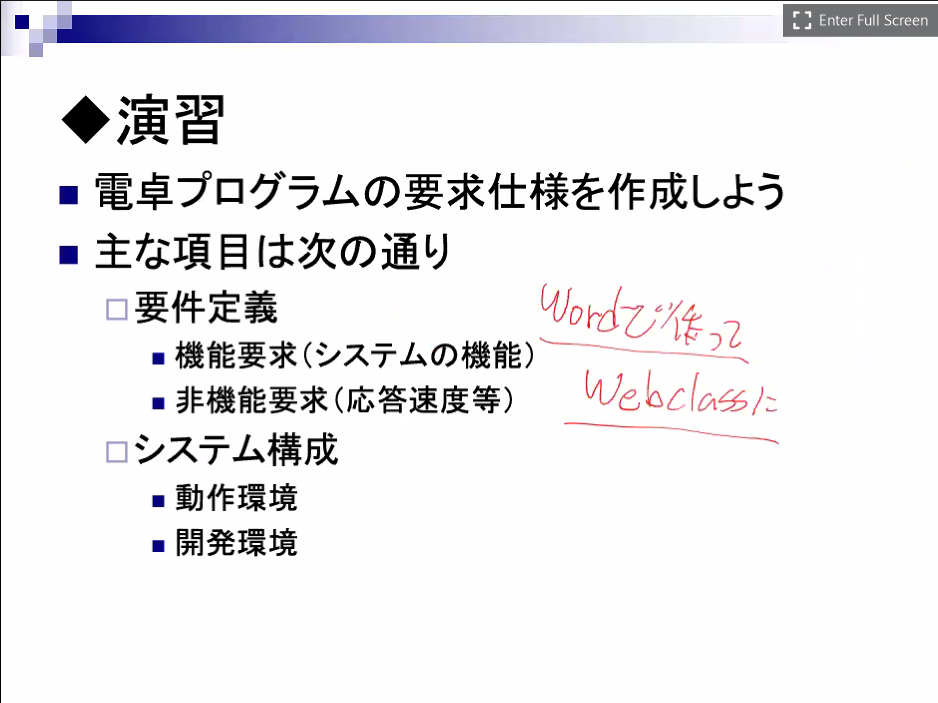 Enter Full Screen
◆演習
■ 電卓プログラムの要求仕様を作成しよう
■ 主な項目は次の通り
□要件定義
■ 機能要求(システムの機能)
Wordで作って
■ 非機能要求(応答速度等)
Webclassに
□システム構成
■ 動作環境
■ 開発環境